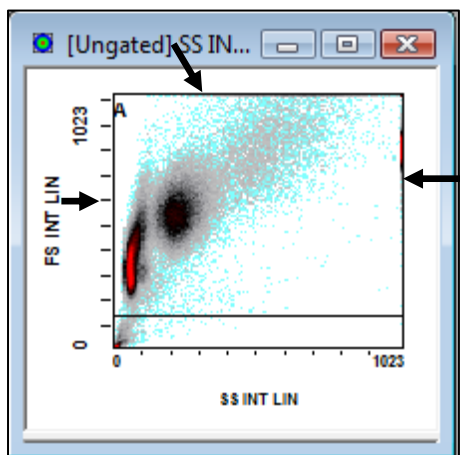 [Ungated] SS IN...
A
1023
FS INT LIN
0
0
1023
SS INT LIN